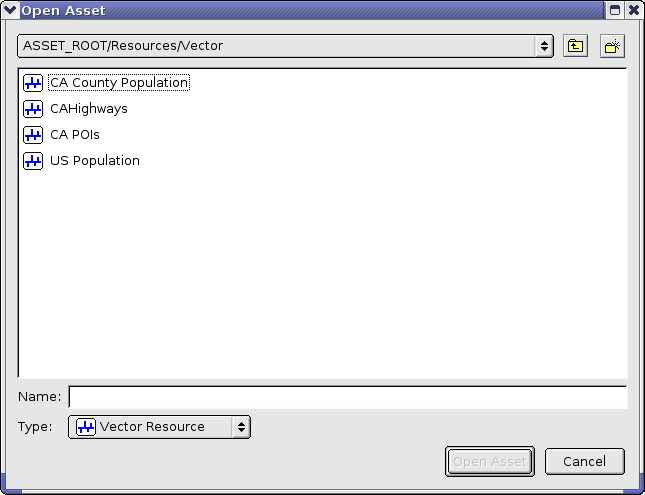 Open Asset
ASSET_ROOT/Resources/Vector
CA County Population
CAHighways
CA POIs
US Population
Name:
Type: Vector Resource
Open Asset Cancel